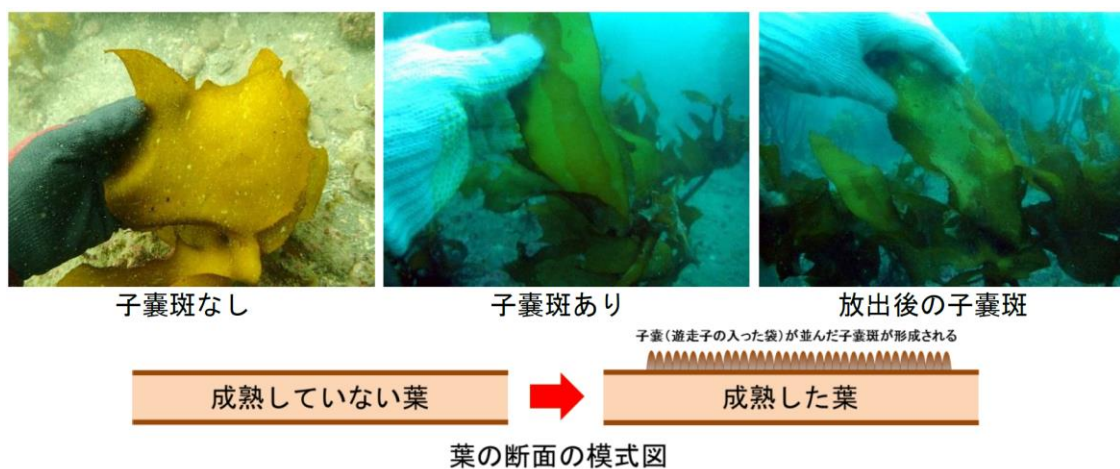 子嚢斑なし
子嚢斑あり
放出後の子嚢斑
子嚢（遊走子の入った袋）が並んだ子嚢斑が形成される
成熟していない葉
成熟した葉
葉の断面の模式図